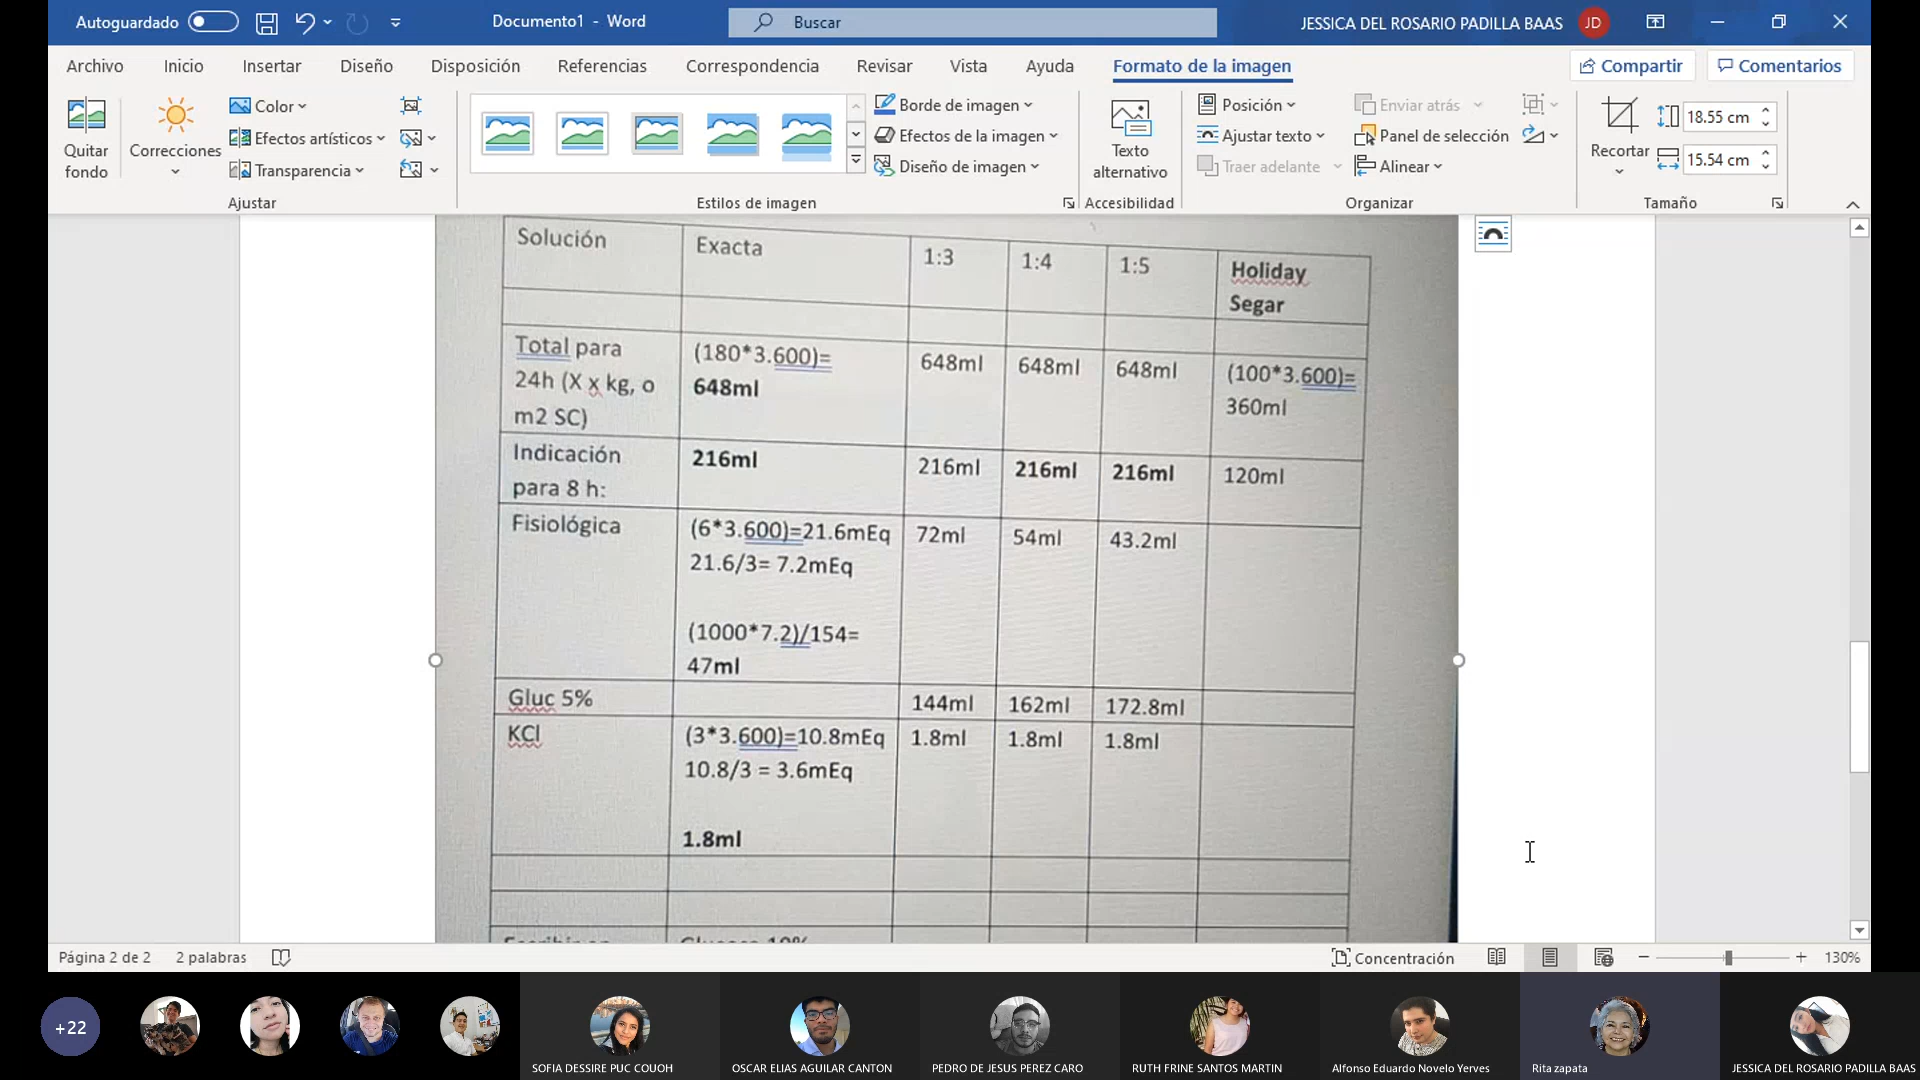 Autoguardado
Documento1 - Word
Buscar
JESSICA DEL ROSARIO PADILLA BAAS
JD
Archivo Inicio Insertar Diseño Disposición Referencias Correspondencia Revisar Vista Ayuda Formato de la imagen
Compartir Comentarios
Quitar fondo
Correcciones
Color
Efectos artísticos
Transparencia
Ajustar
Estilos de imagen
Borde de imagen
Efectos de la imagen
Diseño de imagen
Texto alternativo
Accesibilidad
Posición
Ajustar texto
Traer adelante
Enviar atrás
Panel de selección
Alinear
Organizar
Recortar
18.55 cm
15.54 cm
Tamaño
Solución Exacta 1:3 1:4 1:5 Holiday
Segar
Total para
24h (X x kg, o
m2 SC)
(180*3.600)=
648ml
648ml 648ml 648ml
(100*3.600)=
360ml
Indicación
para 8 h:
216ml 216ml 216ml 216ml 120ml
Fisiológica
(6*3.600)=21.6mEq
21.6/3= 7.2mEq
(1000*7.2)/154=
47ml
72ml 54ml 43.2ml
Gluc 5% 144ml 162ml 172.8ml
KCl
(3*3.600)=10.8mEq
10.8/3 = 3.6mEq
1.8ml
1.8ml 1.8ml 1.8ml
Página 2 de 2
2 palabras
Concentración
130%
+22
SOFIA DESSIRE PUC COUOH
OSCAR ELIAS AGUILAR CANTON
PEDRO DE JESUS PEREZ CARO
RUTH FRINE SANTOS MARTIN
Alfonso Eduardo Novelo Yerves
Rita zapata
JESSICA DEL ROSARIO PADILLA BAAS